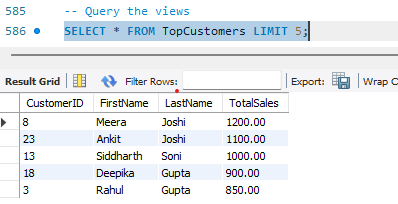 585 -- Query the views
586 SELECT * FROM TopCustomers LIMIT 5;
Result Grid Filter Rows: Export: Wrap C
CustomerID FirstName LastName TotalSales
8 Meera Joshi 1200.00
23 Ankit Joshi 1100.00
13 Siddharth Soni 1000.00
18 Deepika Gupta 900.00
3 Rahul Gupta 850.00